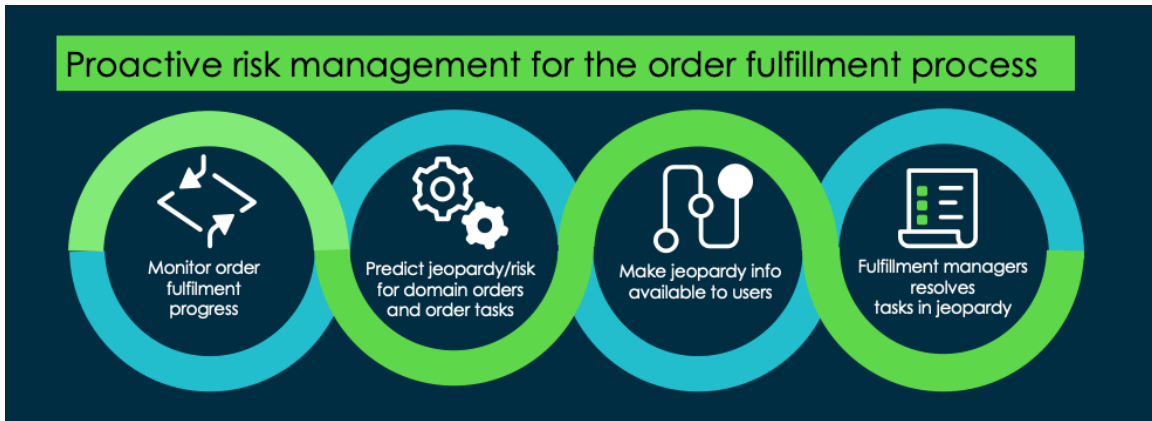 Proactive risk management for the order fulfillment process
Monitor order
fulfilment
progress
Predict jeopardy/risk
for domain orders
and order tasks
Make jeopardy info
available to users
Fulfillment managers
resolves
tasks in jeopardy